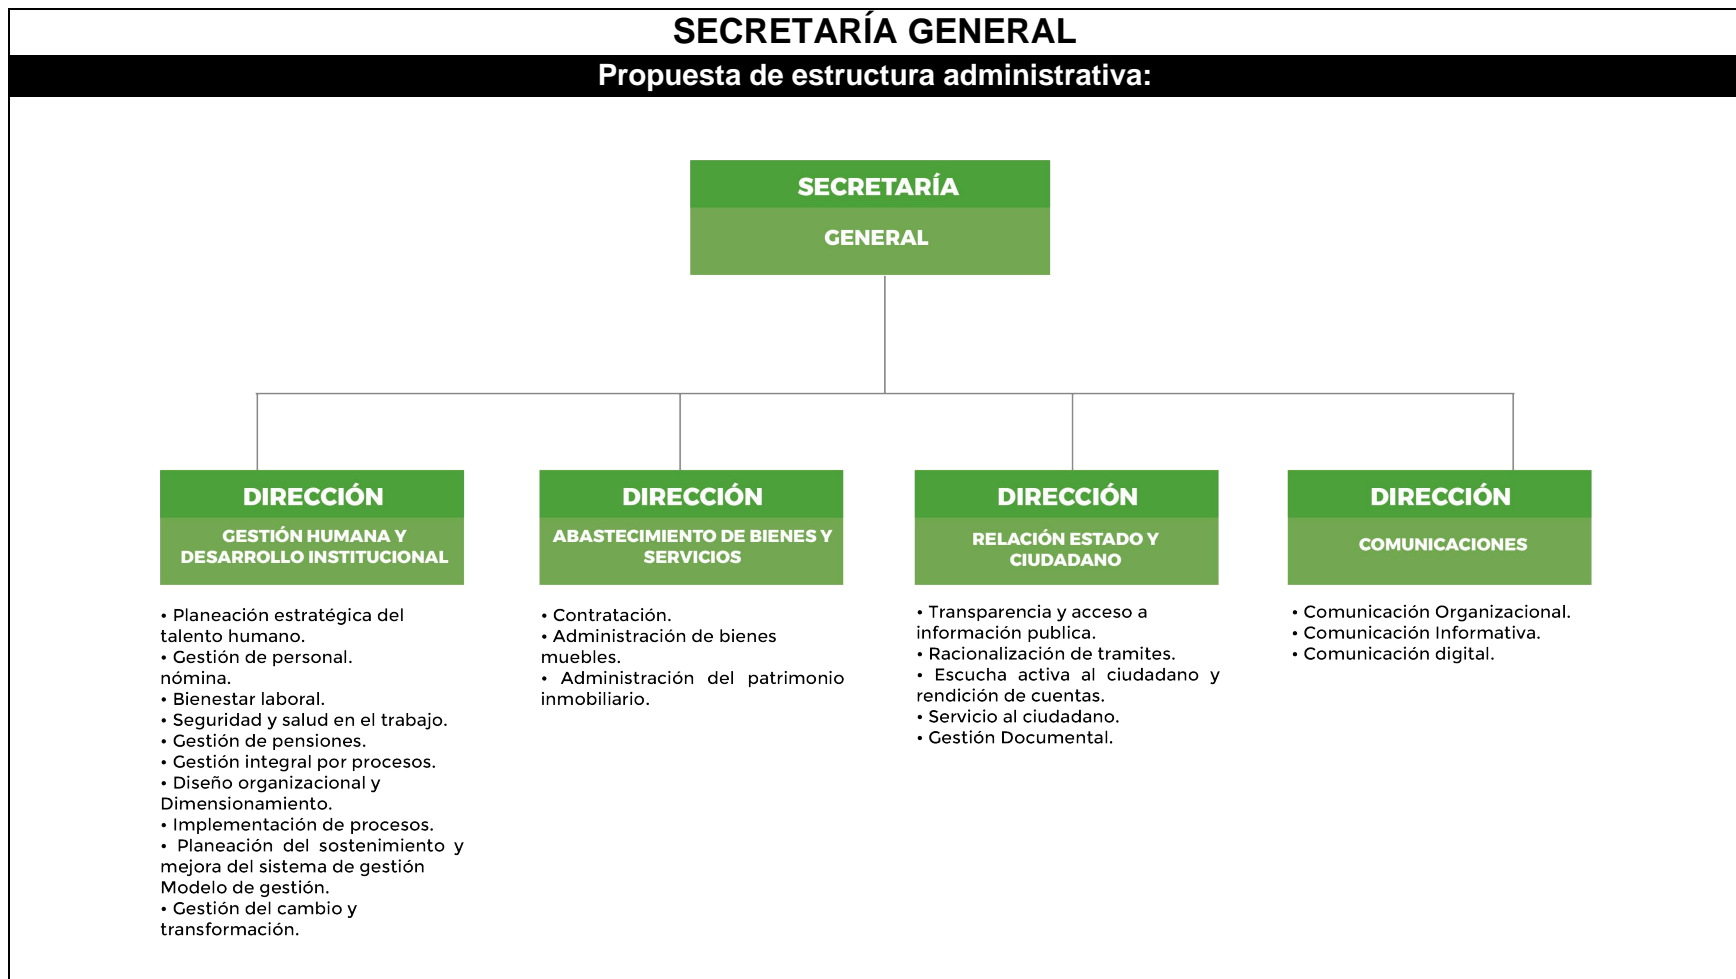 SECRETARÍA GENERAL
Propuesta de estructura administrativa:
SECRETARÍA
GENERAL
DIRECCIÓN
GESTIÓN HUMANA Y
DESARROLLO INSTITUCIONAL
• Planeación estratégica del
talento humano.
• Gestión de personal.
nómina.
• Bienestar laboral.
• Seguridad y salud en el trabajo.
• Gestión de pensiones.
• Gestión integral por procesos.
• Diseño organizacional y
Dimensionamiento.
• Implementación de procesos.
• Planeación del sostenimiento y
mejora del sistema de gestión
Modelo de gestión.
• Gestión del cambio y
transformación.
DIRECCIÓN
ABASTECIMIENTO DE BIENES Y
SERVICIOS
• Contratación.
• Administración de bienes
muebles.
• Administración del patrimonio
inmobiliario.
DIRECCIÓN
RELACIÓN ESTADO Y
CIUDADANO
• Transparencia y acceso a
información publica.
• Racionalización de tramites.
• Escucha activa al ciudadano y
rendición de cuentas.
• Servicio al ciudadano.
• Gestión Documental.
DIRECCIÓN
COMUNICACIONES
• Comunicación Organizacional.
• Comunicación Informativa.
• Comunicación digital.